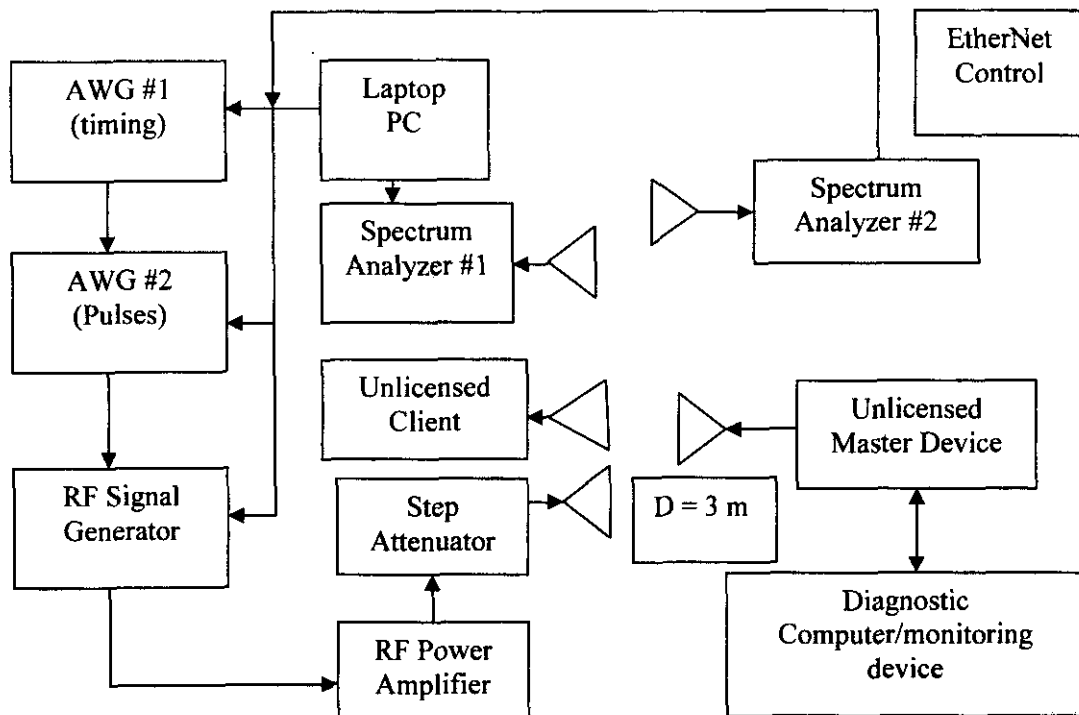 EtherNet
Control
AWG #1
(timing)
Laptop
PC
Spectrum
Analyzer #2
Spectrum
Analyzer #1
AWG #2
(Pulses)
Unlicensed
Client
Unlicensed
Master Device
RF Signal
Generator
Step
Attenuator
D = 3 m
Diagnostic
Computer/monitoring
device
RF Power
Amplifier